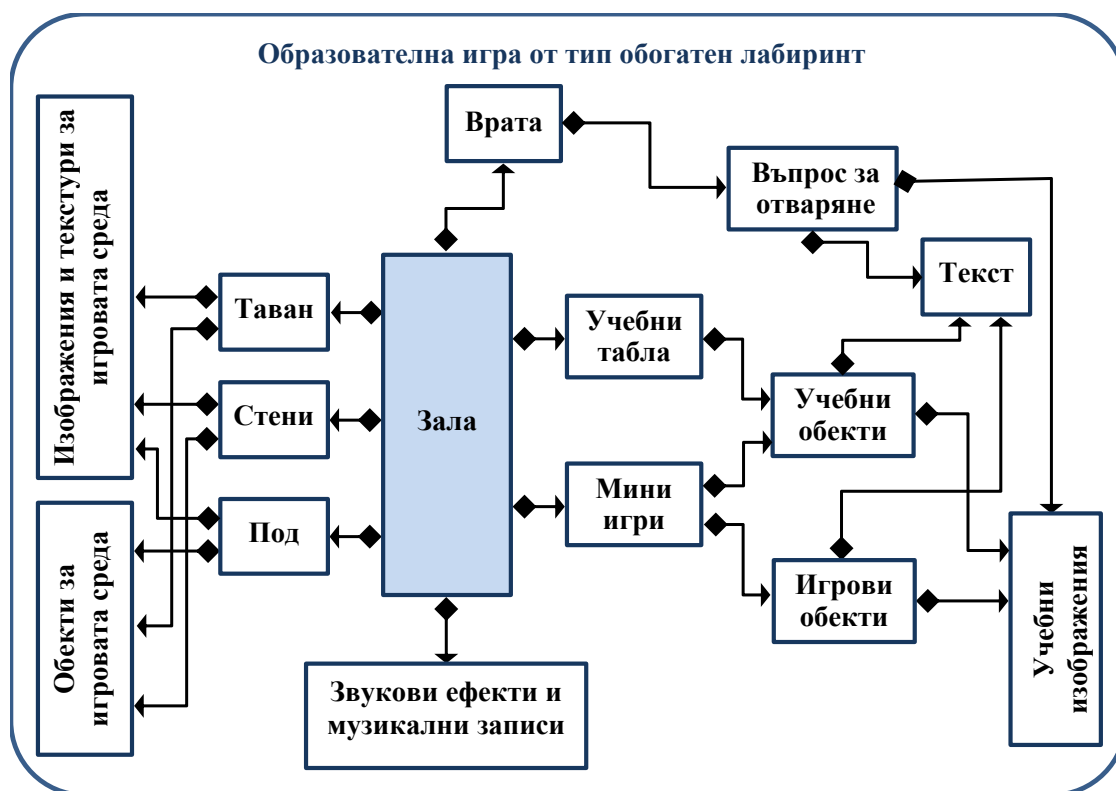 Образователна игра от тип обогатен лабиринт
Изображения и текстури за
игровата среда
Врата
Въпрос за
отваряне
Текст
Таван
Зала
Учебни
табла
Учебни
обекти
Стени
Мини
игри
Под
Обекти за
игровата среда
Игрови
обекти
Учебни
изображения
Звукови ефекти и
музикални записи